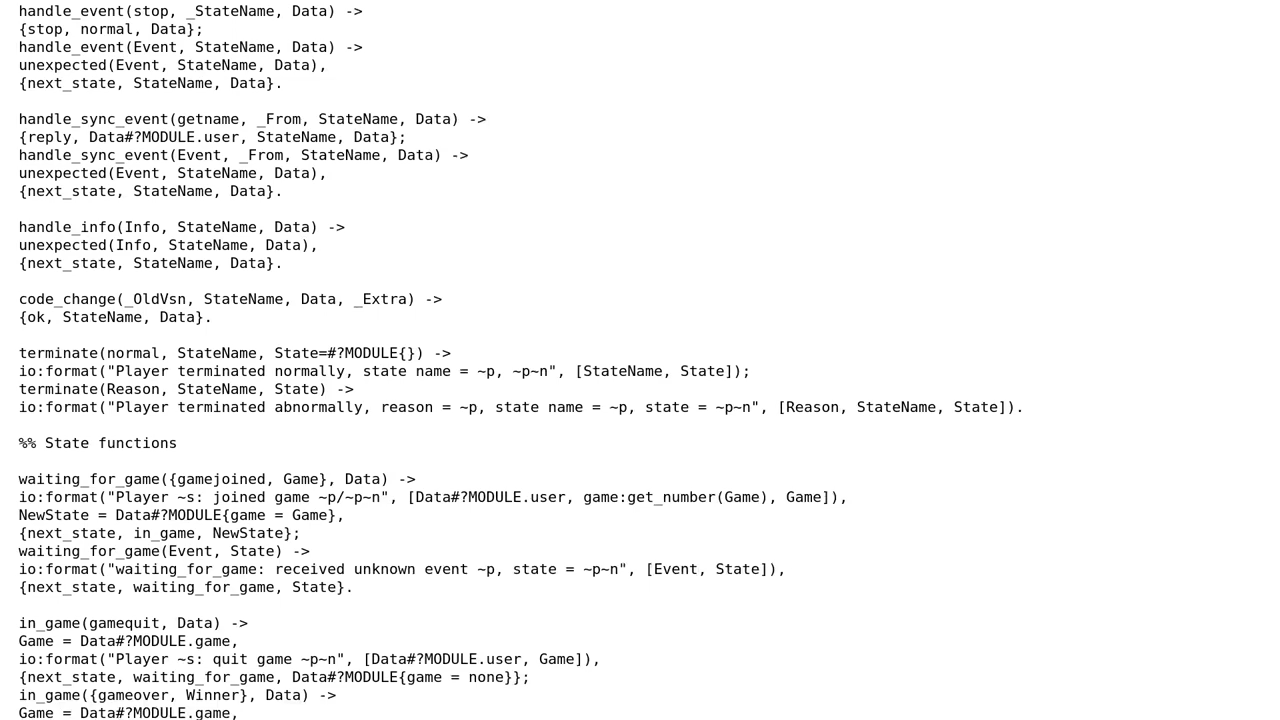 handle_event(stop, _StateName, Data) ->
{stop, normal, Data};
handle_event(Event, StateName, Data) ->
unexpected(Event, StateName, Data),
{next_state, StateName, Data}.

handle_sync_event(getname, _From, StateName, Data) ->
{reply, Data#?MODULE.user, StateName, Data};
handle_sync_event(Event, _From, StateName, Data) ->
unexpected(Event, StateName, Data),
{next_state, StateName, Data}.

handle_info(Info, StateName, Data) ->
unexpected(Info, StateName, Data),
{next_state, StateName, Data}.

code_change(_OldVsn, StateName, Data, _Extra) ->
{ok, StateName, Data}.

terminate(normal, StateName, State=#?MODULE{}) ->
io:format("Player terminated normally, state name = ~p, ~p~n", [StateName, State]);
terminate(Reason, StateName, State) ->
io:format("Player terminated abnormally, reason = ~p, state name = ~p, state = ~p~n", [Reason, StateName, State]).

%% State functions

waiting_for_game({gamejoined, Game}, Data) ->
io:format("Player ~s: joined game ~p/~p~n", [Data#?MODULE.user, game:get_number(Game), Game]),
NewState = Data#?MODULE{game = Game},
{next_state, in_game, NewState};
waiting_for_game(Event, State) ->
io:format("waiting_for_game: received unknown event ~p, state = ~p~n", [Event, State]),
{next_state, waiting_for_game, State}.

in_game(gamequit, Data) ->
Game = Data#?MODULE.game,
io:format("Player ~s: quit game ~p~n", [Data#?MODULE.user, Game]),
{next_state, waiting_for_game, Data#?MODULE{game = none}};
in_game({gameover, Winner}, Data) ->
Game = Data#?MODULE.game,